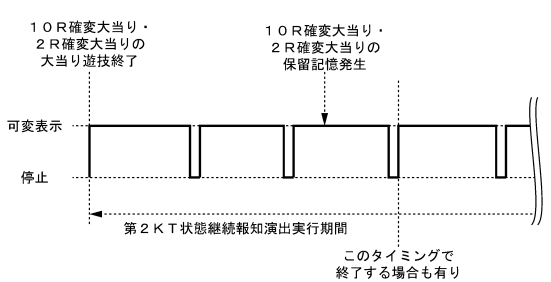 １０Ｒ確変大当り・
２Ｒ確変大当りの
大当り遊技終了
１０Ｒ確変大当り・
２Ｒ確変大当りの
保留記憶発生
可変表示
停止
第２ＫＴ状態継続報知演出実行期間
このタイミングで
終了する場合も有り